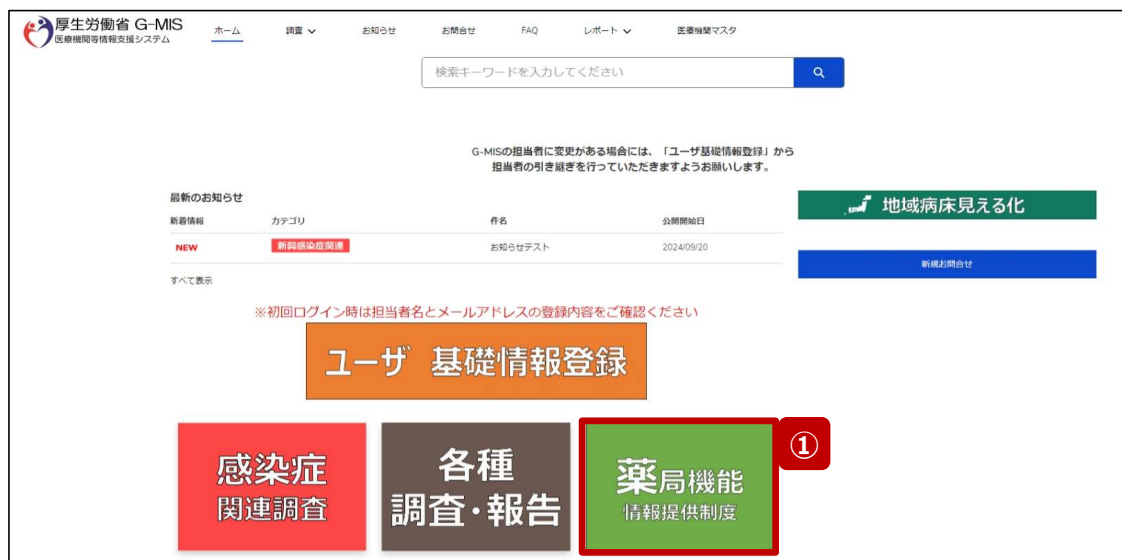 厚生労働省 G-MIS
医療機関等情報支援システム
ホーム 調査 お知らせ お問合せ FAQ レポート 医療機関マスタ
検索キーワードを入力してください
G-MISの担当者に変更がある場合には、「ユーザ基礎情報登録」から
担当者の引き継ぎを行っていただきますようお願いします。
最新のお知らせ
地域病床見える化
新着情報 カテゴリ 件名 公開開始日
NEW 新興感染症関連 お知らせテスト 2024/09/20
新規お問合せ
すべて表示
※初回ログイン時は担当者名とメールアドレスの登録内容をご確認ください
ユーザ 基礎情報登録
感染症
関連調査
各種
調査・報告
薬局機能
情報提供制度
①